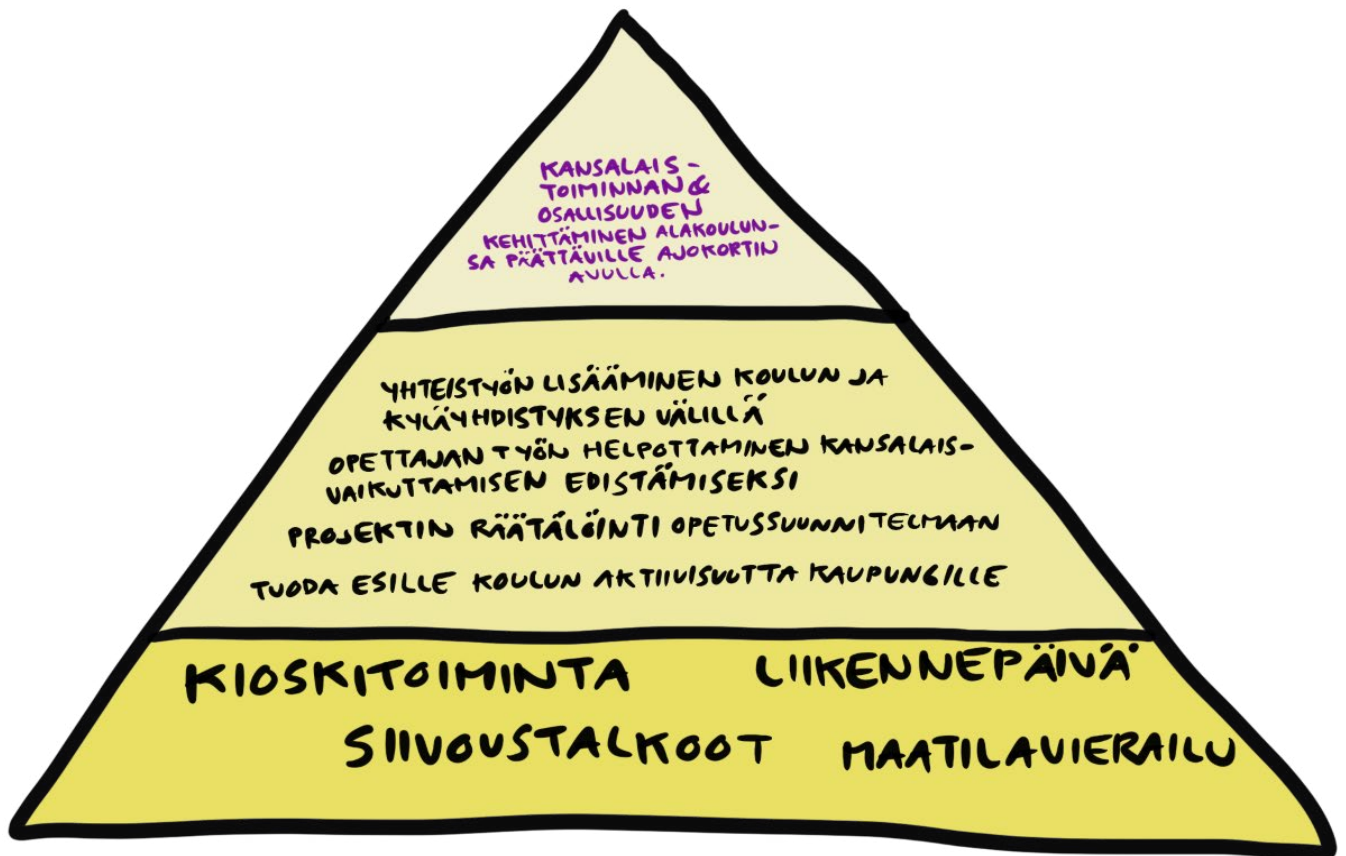 KANSALAIS-
TOIMINNAN &
OSALLISUUDEN
KEHITTÄMINEN ALAKOULUN-
SA PÄÄTTÄVILLE AJOKORTIN
AVULLA.
YHTEISTYÖN LISÄÄMINEN KOULUN JA
KYLÄYHDISTYKSEN VÄLILLÄ
OPETTAJAN TYÖN HELPOTTAMINEN KANSALAIS-
VAIKUTTAMISEN EDISTÄMISEKSI
PROJEKTIN RÄÄTÄLÖINTI OPETUSSUUNNITELMAAN
TUODA ESILLE KOULUN AKTIIVISUUTTA KAUPUNGILLE
KIOSKITOIMINTA LIIKENNEPÄIVÄ
SIIVOUSTALKOOT MAATILAVIERAILU